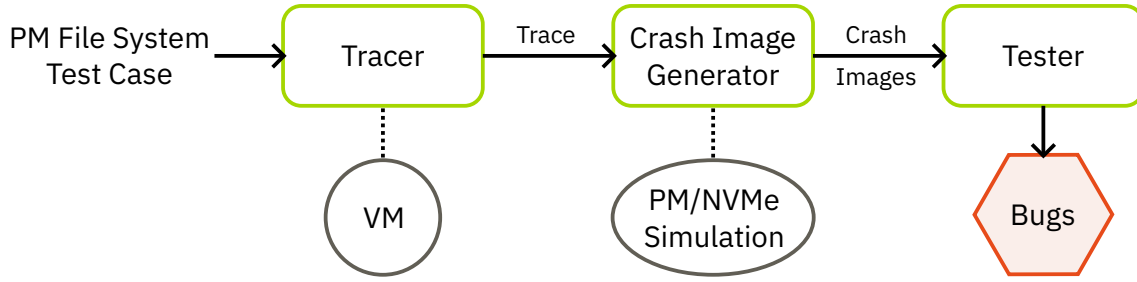 PM File System
Test Case
Tracer
Trace
Crash Image
Generator
Crash
Images
Tester
VM
PM/NVMe
Simulation
Bugs